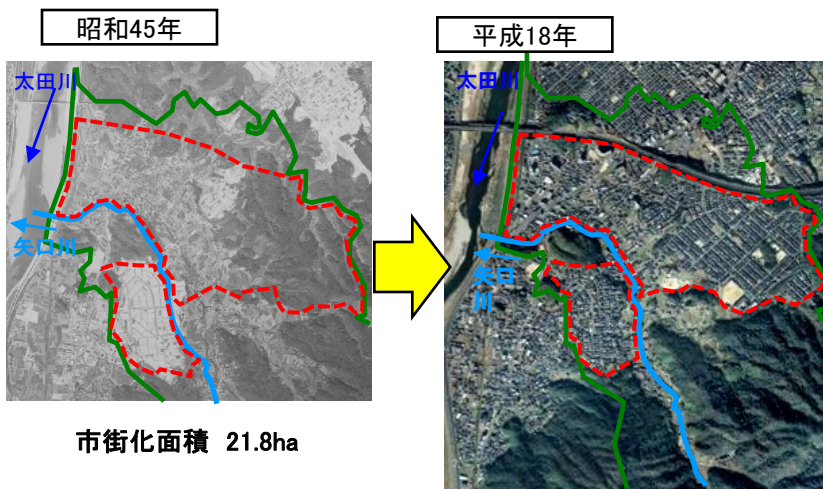 昭和45年
平成18年
太田川
矢口川
市街化面積 21.8ha
太田川
矢口
川